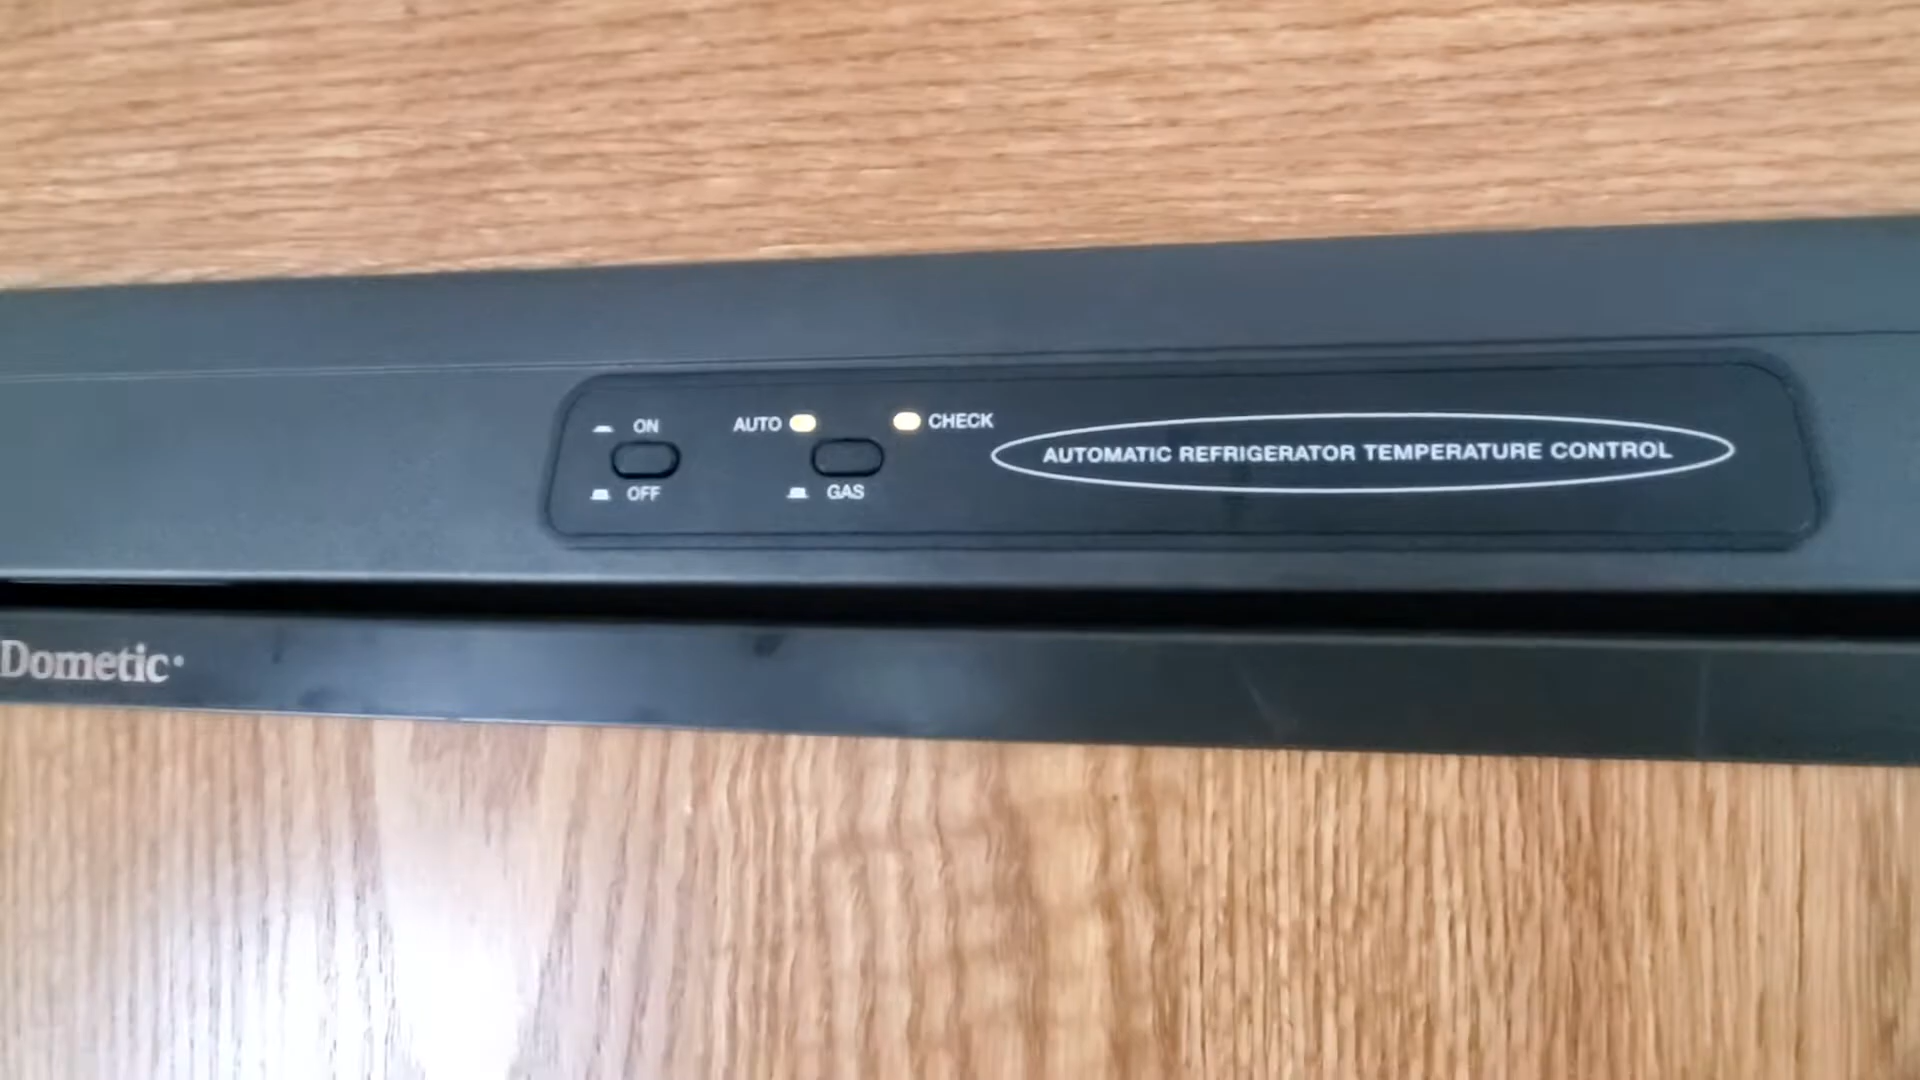 ON
OFF
AUTO
CHECK
GAS
AUTOMATIC REFRIGERATOR TEMPERATURE CONTROL
Dometic